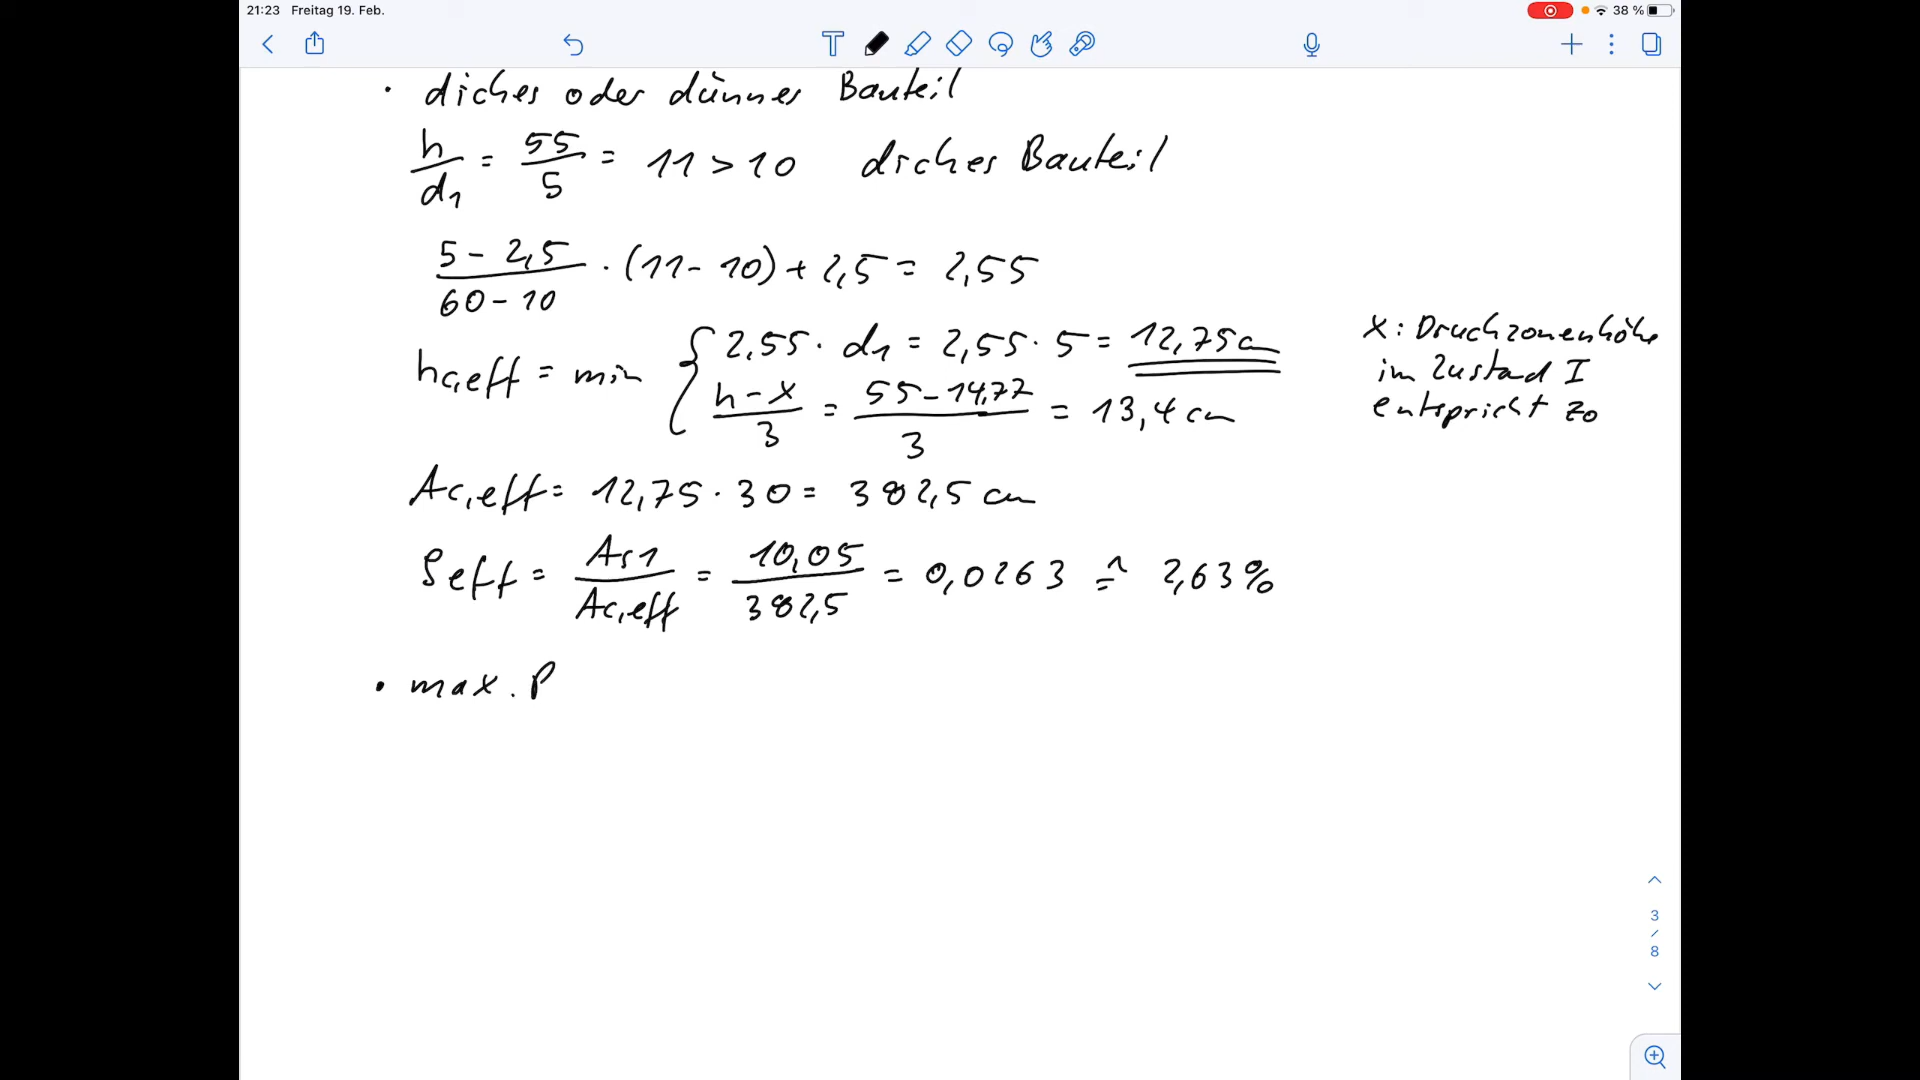 21:23 Freitag 19. Feb. 38 %
• dickes oder dünnes Bauteil
h/d1 = 55/5 = 11 > 10 dickes Bauteil
(5 - 2,5)/(60 - 10) · (11 - 10) + 2,5 = 2,55
hc,eff = min { 2,55 · d1 = 2,55 · 5 = 12,75 cm
(h - x)/3 = (55 - 14,77)/3 = 13,4 cm
x: Druckzonenhöhe
im Zustand I
entspricht zo
Ac,eff = 12,75 · 30 = 382,5 cm
ρeff = As1/Ac,eff = 10,05/382,5 = 0,0263 ≙ 2,63%
• max. P
3
/
8